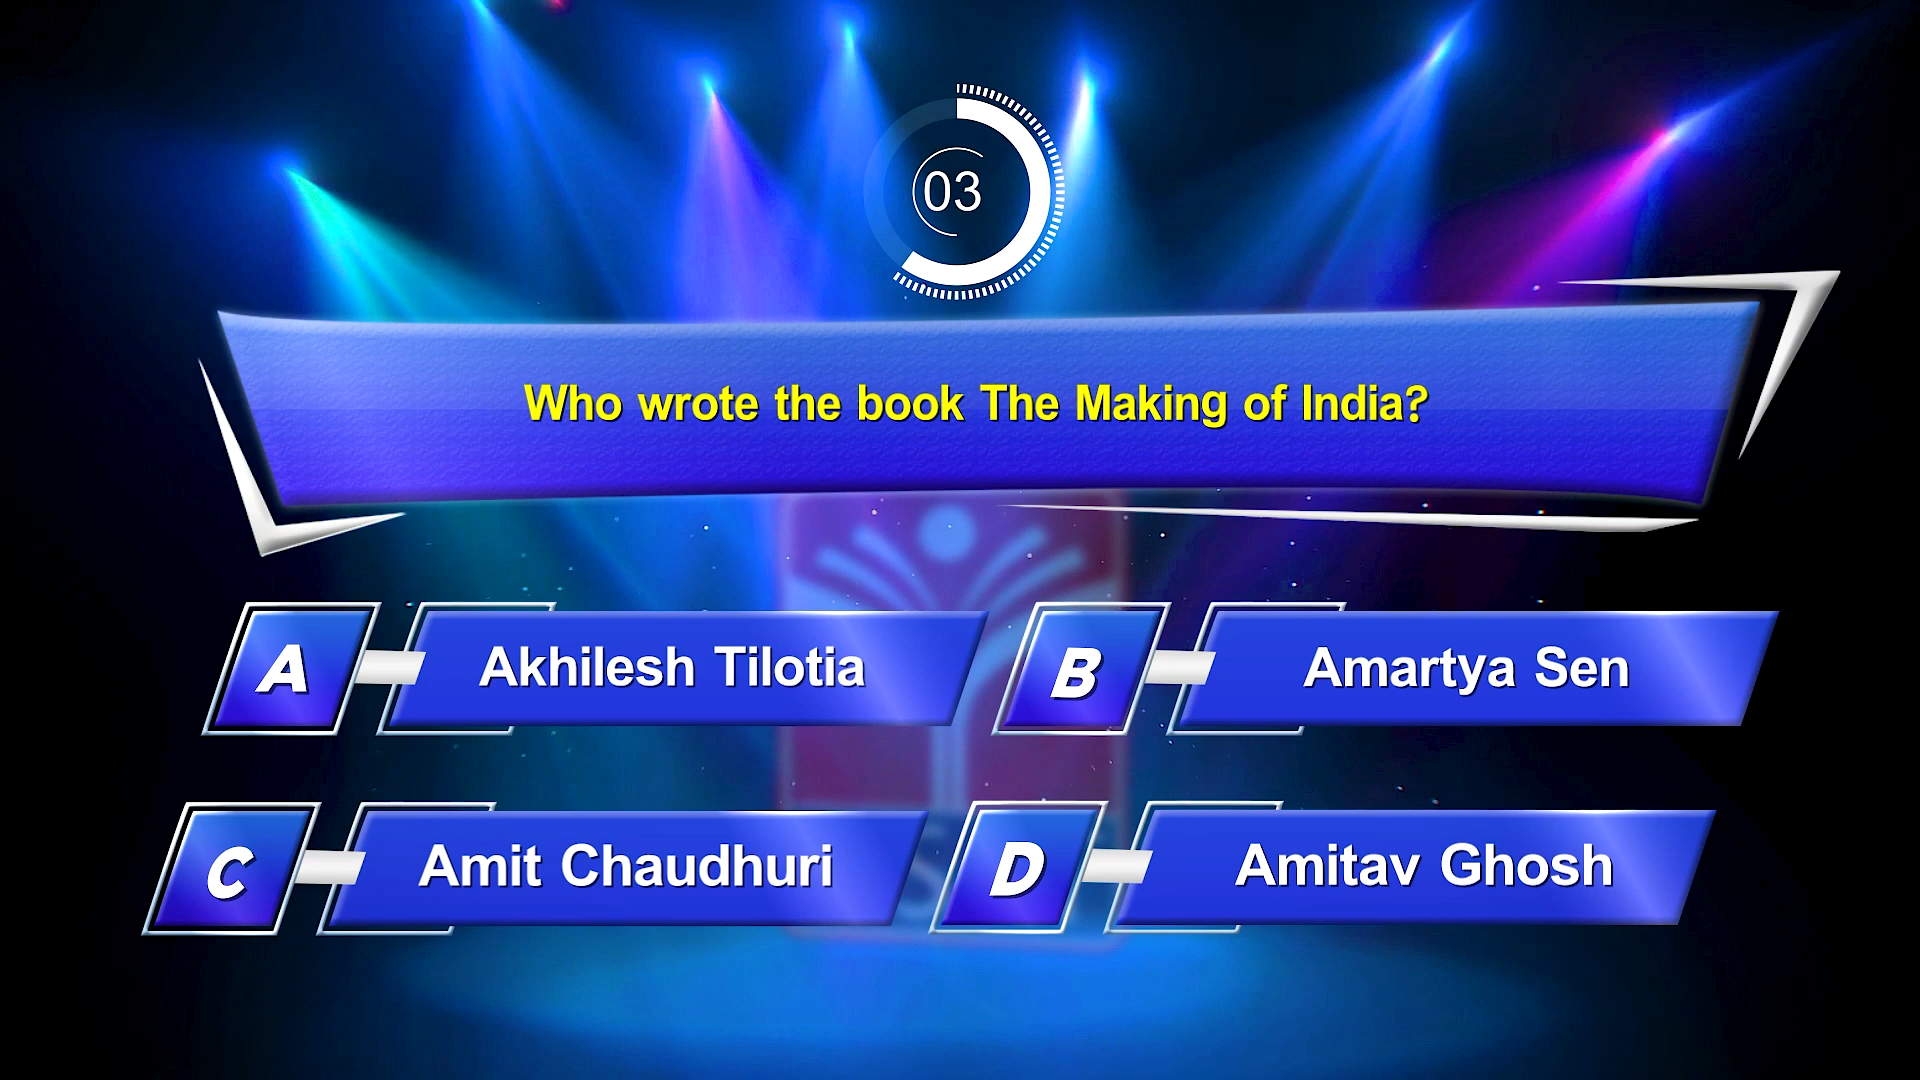 03
Who wrote the book The Making of India?
A
Akhilesh Tilotia
B
Amartya Sen
C
Amit Chaudhuri
D
Amitav Ghosh